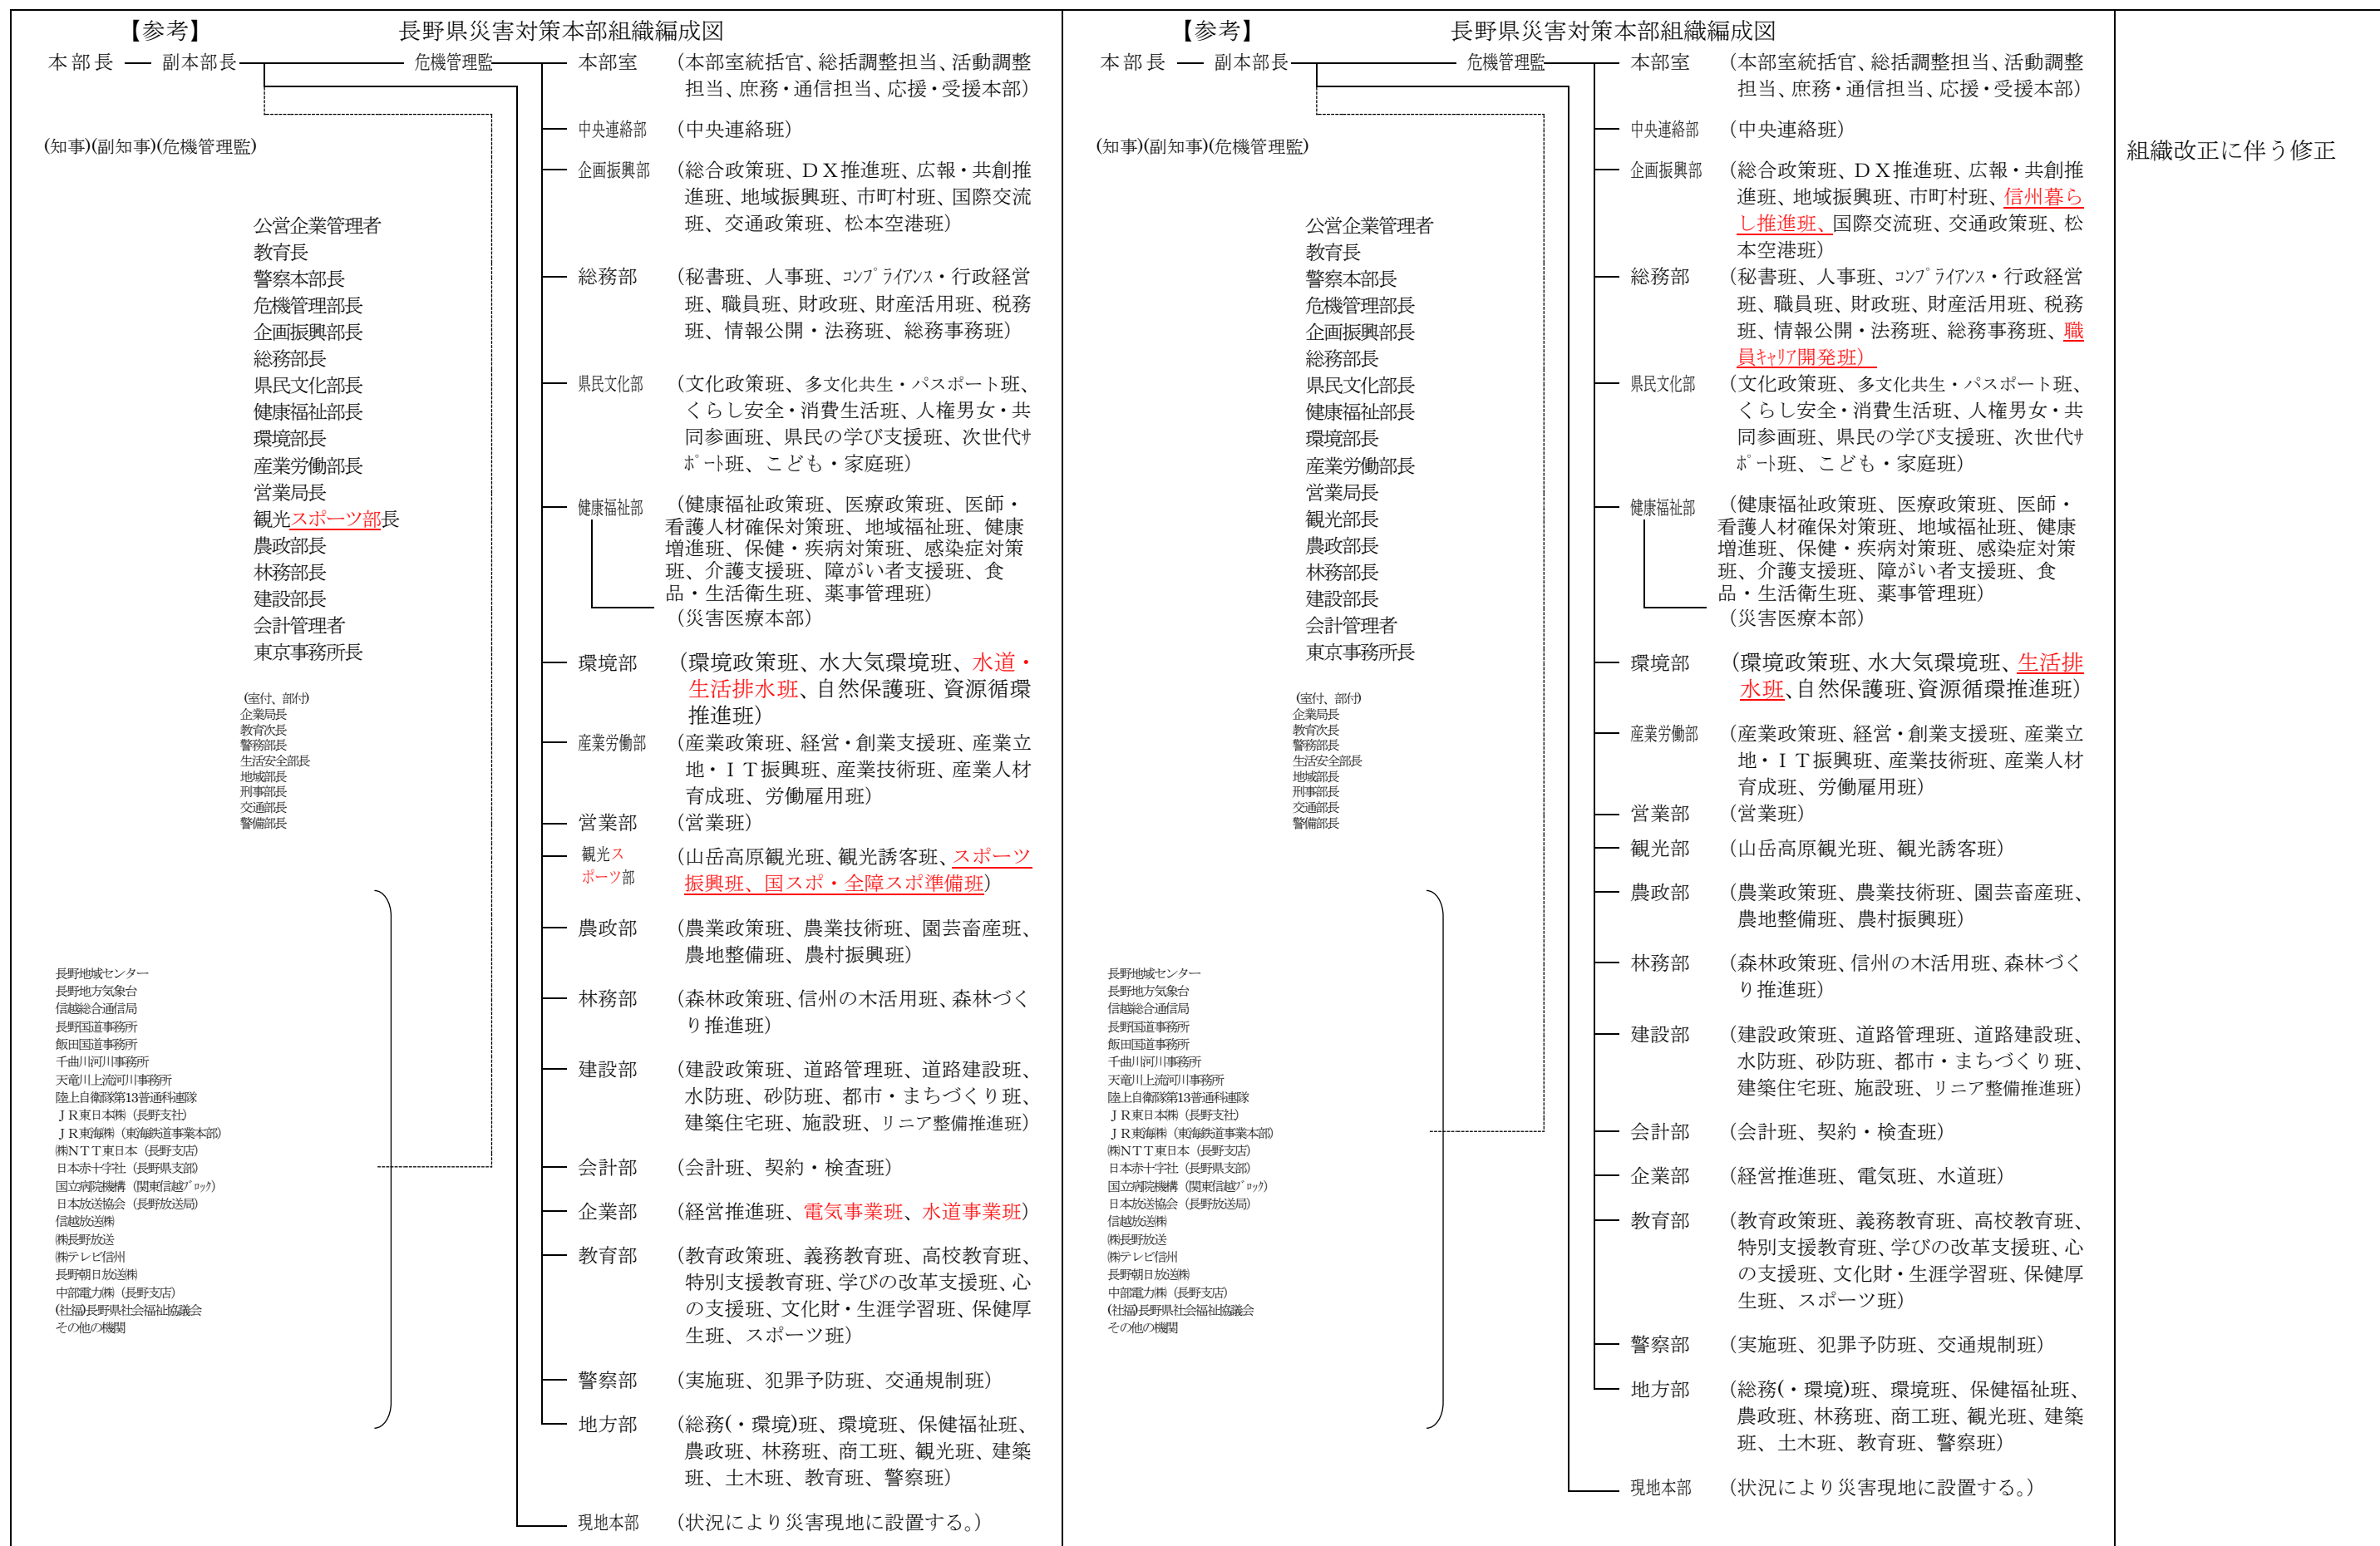 【参考】 長野県災害対策本部組織編成図
本部長 副本部長 危機管理監 本部室 (本部室統括官、総括調整担当、活動調整
担当、庶務・通信担当、応援・受援本部)
中央連絡部 (中央連絡班)
(知事)(副知事)(危機管理監)
企画振興部 (総合政策班、DX推進班、広報・共創推
進班、地域振興班、市町村班、国際交流
班、交通政策班、松本空港班)
公営企業管理者
教育長
警察本部長
危機管理部長
企画振興部長
総務部長
県民文化部長
健康福祉部長
環境部長
産業労働部長
営業局長
観光スポーツ部長
農政部長
林務部長
建設部長
会計管理者
東京事務所長
(室付、部付)
企業局長
教育次長
警務部長
生活安全部長
地域部長
刑事部長
交通部長
警備部長
長野地域センター
長野地方気象台
信越総合通信局
長野国道事務所
飯田国道事務所
千曲川河川事務所
天竜川上流河川事務所
陸上自衛隊第13普通科連隊
JR東日本㈱(長野支社)
JR東海㈱(東海鉄道事業本部)
㈱NTT東日本(長野支店)
日本赤十字社(長野県支部)
国立病院機構(関東信越ブロック)
日本放送協会(長野放送局)
信越放送㈱
㈱長野放送
㈱テレビ信州
長野朝日放送㈱
中部電力㈱(長野支店)
(社福)長野県社会福祉協議会
その他の機関
総務部 (秘書班、人事班、コンプライアンス・行政経営
班、職員班、財政班、財産活用班、税務
班、情報公開・法務班、総務事務班)
県民文化部 (文化政策班、多文化共生・パスポート班、
くらし安全・消費生活班、人権男女・共
同参画班、県民の学び支援班、次世代サ
ポート班、こども・家庭班)
健康福祉部 (健康福祉政策班、医療政策班、医師・
看護人材確保対策班、地域福祉班、健康
増進班、保健・疾病対策班、感染症対策
班、介護支援班、障がい者支援班、食
品・生活衛生班、薬事管理班)
(災害医療本部)
環境部 (環境政策班、水大気環境班、水道・
生活排水班、自然保護班、資源循環
推進班)
産業労働部 (産業政策班、経営・創業支援班、産業立
地・IT振興班、産業技術班、産業人材
育成班、労働雇用班)
営業部 (営業班)
観光ス
ポーツ部 (山岳高原観光班、観光誘客班、スポーツ
振興班、国スポ・全障スポ準備班)
農政部 (農業政策班、農業技術班、園芸畜産班、
農地整備班、農村振興班)
林務部 (森林政策班、信州の木活用班、森林づく
り推進班)
建設部 (建設政策班、道路管理班、道路建設班、
水防班、砂防班、都市・まちづくり班、
建築住宅班、施設班、リニア整備推進班)
会計部 (会計班、契約・検査班)
企業部 (経営推進班、電気事業班、水道事業班)
教育部 (教育政策班、義務教育班、高校教育班、
特別支援教育班、学びの改革支援班、心
の支援班、文化財・生涯学習班、保健厚
生班、スポーツ班)
警察部 (実施班、犯罪予防班、交通規制班)
地方部 (総務(・環境)班、環境班、保健福祉班、
農政班、林務班、商工班、観光班、建築
班、土木班、教育班、警察班)
現地本部 (状況により災害現地に設置する。)
【参考】 長野県災害対策本部組織編成図
本部長 副本部長 危機管理監 本部室 (本部室統括官、総括調整担当、活動調整
担当、庶務・通信担当、応援・受援本部)
中央連絡部 (中央連絡班)
(知事)(副知事)(危機管理監)
企画振興部 (総合政策班、DX推進班、広報・共創推
進班、地域振興班、市町村班、信州暮ら
し推進班、国際交流班、交通政策班、松
本空港班)
公営企業管理者
教育長
警察本部長
危機管理部長
企画振興部長
総務部長
県民文化部長
健康福祉部長
環境部長
産業労働部長
営業局長
観光部長
農政部長
林務部長
建設部長
会計管理者
東京事務所長
(室付、部付)
企業局長
教育次長
警務部長
生活安全部長
地域部長
刑事部長
交通部長
警備部長
長野地域センター
長野地方気象台
信越総合通信局
長野国道事務所
飯田国道事務所
千曲川河川事務所
天竜川上流河川事務所
陸上自衛隊第13普通科連隊
JR東日本㈱(長野支社)
JR東海㈱(東海鉄道事業本部)
㈱NTT東日本(長野支店)
日本赤十字社(長野県支部)
国立病院機構(関東信越ブロック)
日本放送協会(長野放送局)
信越放送㈱
㈱長野放送
㈱テレビ信州
長野朝日放送㈱
中部電力㈱(長野支店)
(社福)長野県社会福祉協議会
その他の機関
総務部 (秘書班、人事班、コンプライアンス・行政経営
班、職員班、財政班、財産活用班、税務
班、情報公開・法務班、総務事務班、職
員キャリア開発班)
県民文化部 (文化政策班、多文化共生・パスポート班、
くらし安全・消費生活班、人権男女・共
同参画班、県民の学び支援班、次世代サ
ポート班、こども・家庭班)
健康福祉部 (健康福祉政策班、医療政策班、医師・
看護人材確保対策班、地域福祉班、健康
増進班、保健・疾病対策班、感染症対策
班、介護支援班、障がい者支援班、食
品・生活衛生班、薬事管理班)
(災害医療本部)
環境部 (環境政策班、水大気環境班、生活排
水班、自然保護班、資源循環推進班)
産業労働部 (産業政策班、経営・創業支援班、産業立
地・IT振興班、産業技術班、産業人材
育成班、労働雇用班)
営業部 (営業班)
観光部 (山岳高原観光班、観光誘客班)
農政部 (農業政策班、農業技術班、園芸畜産班、
農地整備班、農村振興班)
林務部 (森林政策班、信州の木活用班、森林づく
り推進班)
建設部 (建設政策班、道路管理班、道路建設班、
水防班、砂防班、都市・まちづくり班、
建築住宅班、施設班、リニア整備推進班)
会計部 (会計班、契約・検査班)
企業部 (経営推進班、電気班、水道班)
教育部 (教育政策班、義務教育班、高校教育班、
特別支援教育班、学びの改革支援班、心
の支援班、文化財・生涯学習班、保健厚
生班、スポーツ班)
警察部 (実施班、犯罪予防班、交通規制班)
地方部 (総務(・環境)班、環境班、保健福祉班、
農政班、林務班、商工班、観光班、建築
班、土木班、教育班、警察班)
現地本部 (状況により災害現地に設置する。)
組織改正に伴う修正